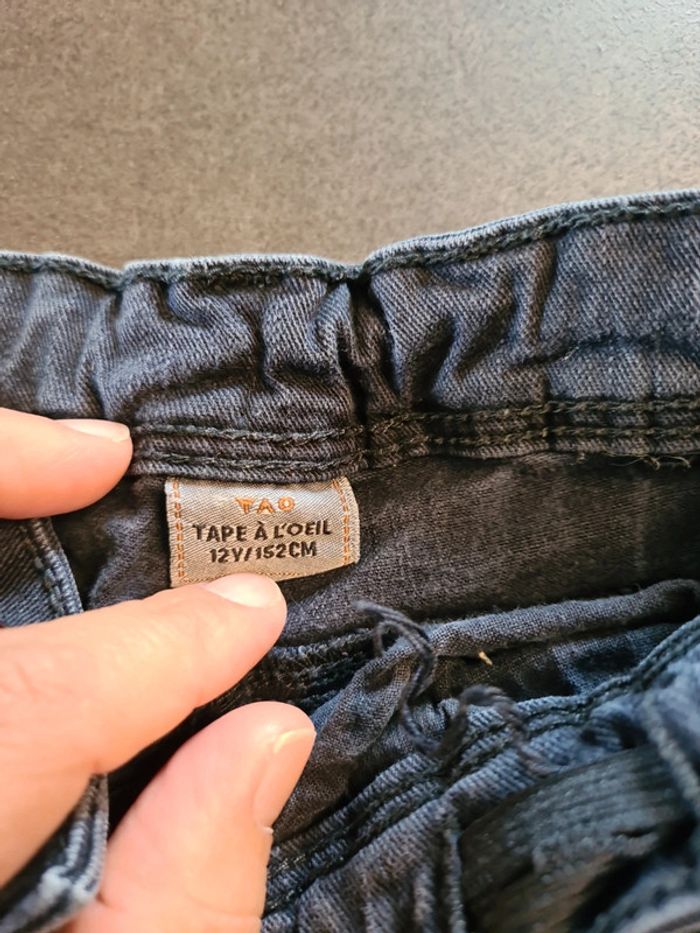 TAO
TAPE À L'OEIL
12Y/152CM